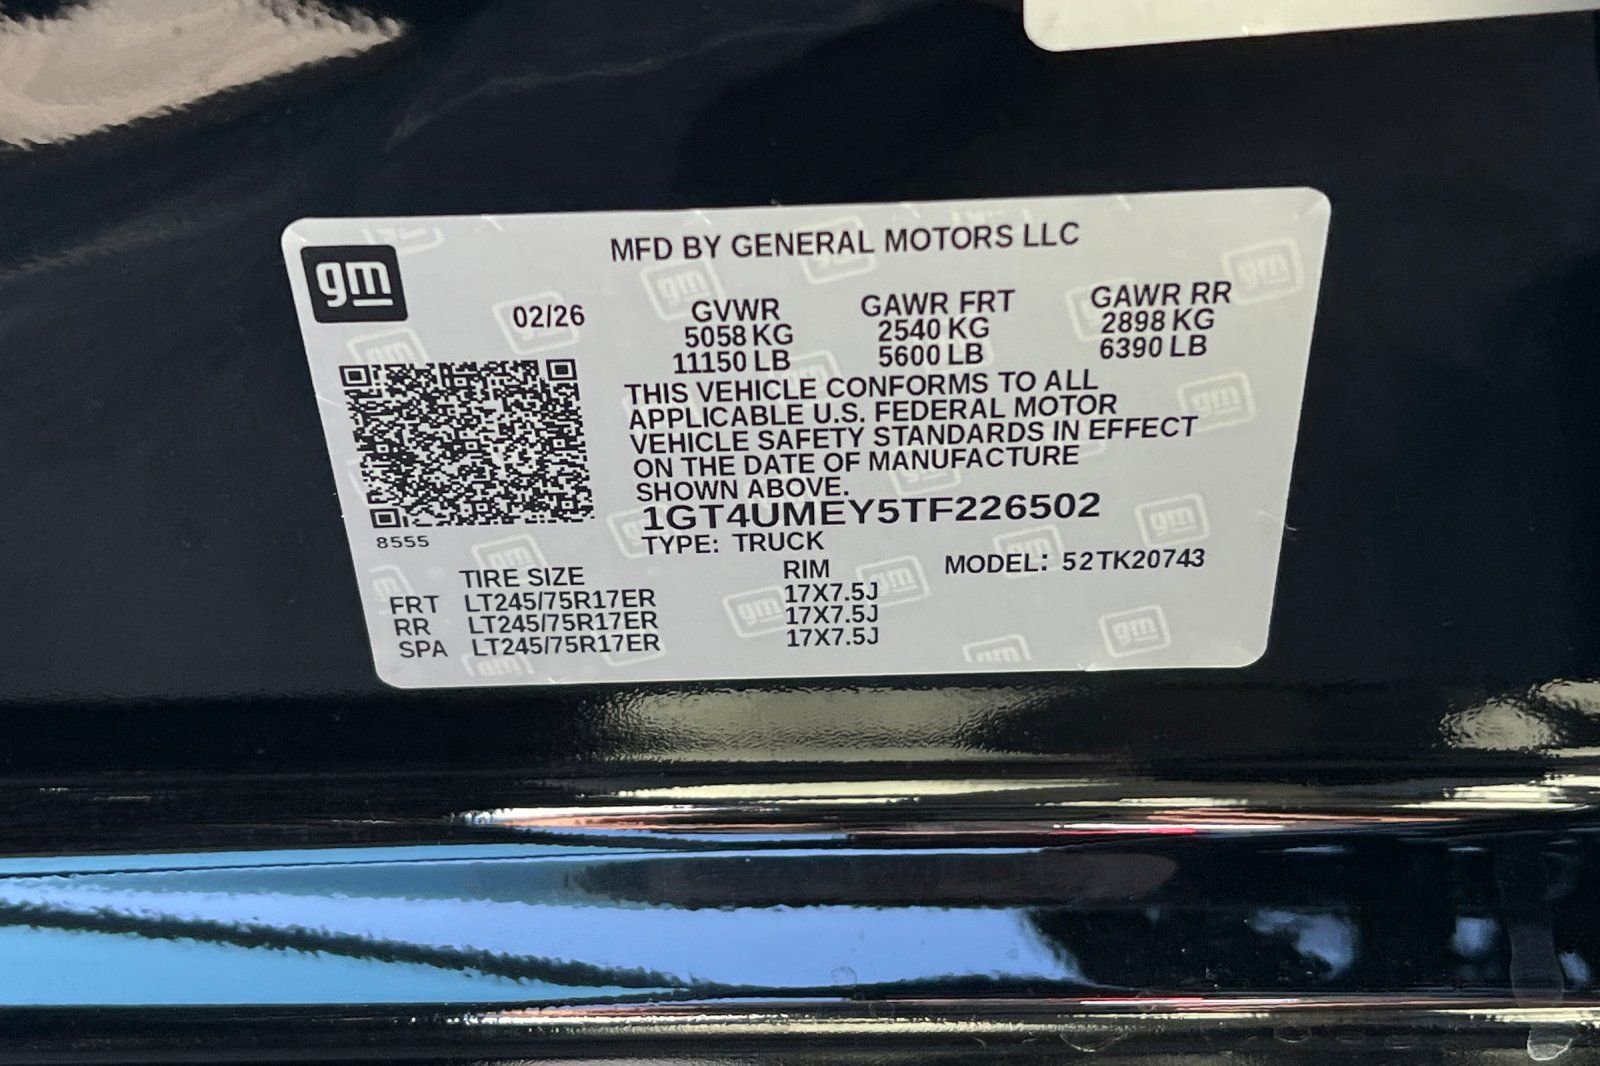 gm
MFD BY GENERAL MOTORS LLC
02/26
GVWR GAWR FRT GAWR RR
5058 KG 2540 KG 2898 KG
11150 LB 5600 LB 6390 LB
THIS VEHICLE CONFORMS TO ALL
APPLICABLE U.S. FEDERAL MOTOR
VEHICLE SAFETY STANDARDS IN EFFECT
ON THE DATE OF MANUFACTURE
SHOWN ABOVE.
1GT4UMEY5TF226502
8555
TYPE: TRUCK
MODEL: 52TK20743
TIRE SIZE RIM
FRT LT245/75R17ER 17X7.5J
RR LT245/75R17ER 17X7.5J
SPA LT245/75R17ER 17X7.5J